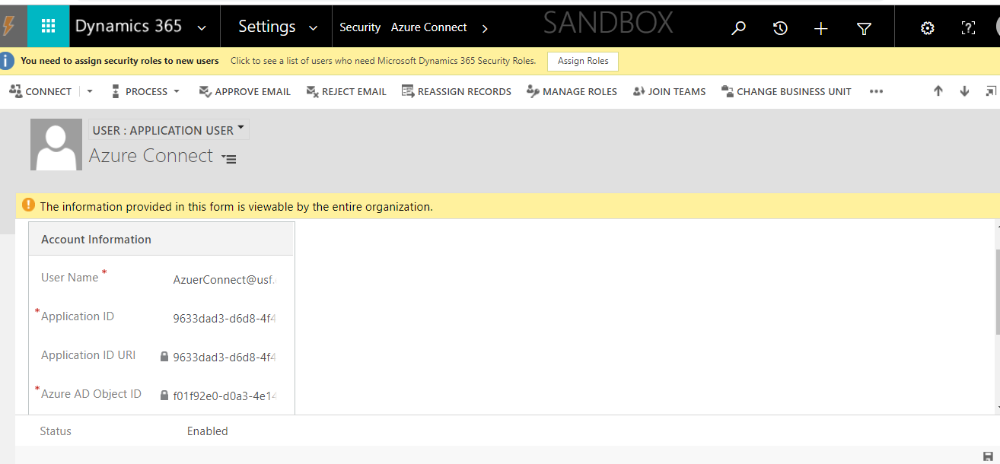 Dynamics 365 Settings Security Azure Connect SANDBOX
You need to assign security roles to new users Click to see a list of users who need Microsoft Dynamics 365 Security Roles. Assign Roles
CONNECT PROCESS APPROVE EMAIL REJECT EMAIL REASSIGN RECORDS MANAGE ROLES JOIN TEAMS CHANGE BUSINESS UNIT
USER : APPLICATION USER
Azure Connect
The information provided in this form is viewable by the entire organization.
Account Information
User Name * AzuerConnect@usf.
* Application ID 9633dad3-d6d8-4f4
Application ID URI 9633dad3-d6d8-4f4
* Azure AD Object ID f01f92e0-d0a3-4e14
Status Enabled